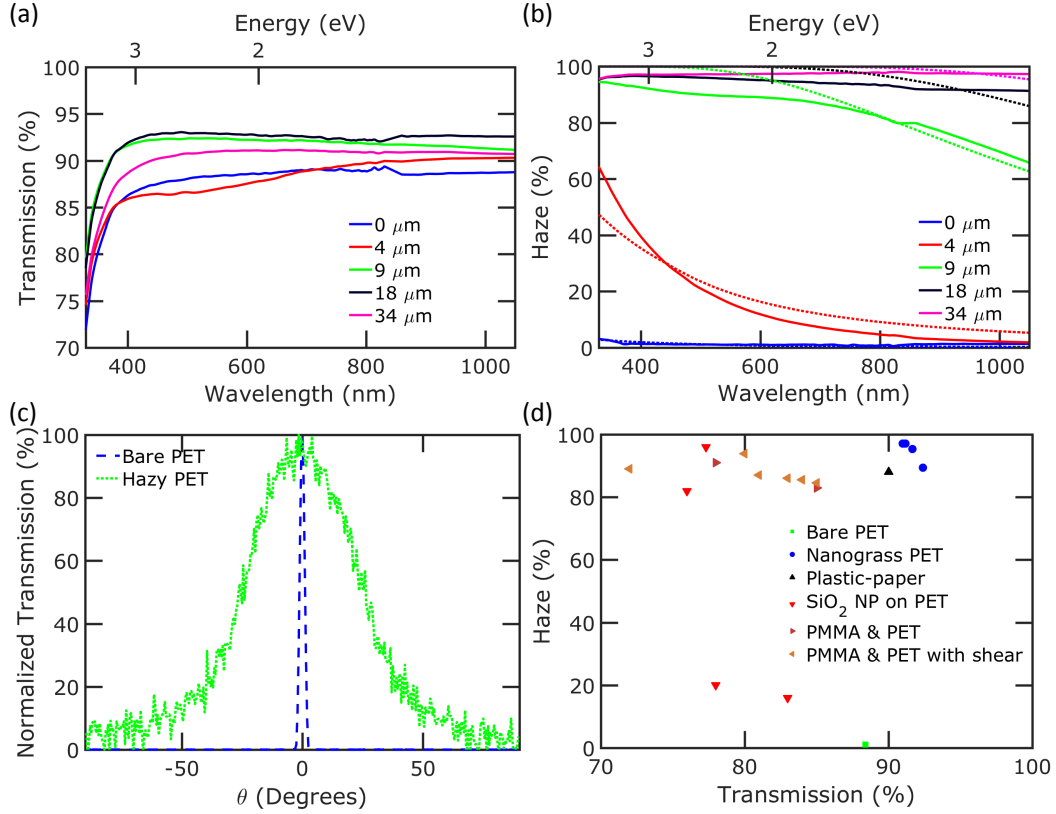 (a)
Energy (eV)
3 2
100
95
90
85
80
75
70
Transmission (%)
0 μm
4 μm
9 μm
18 μm
34 μm
400 600 800 1000
Wavelength (nm)
(b)
Energy (eV)
3 2
100
80
60
40
20
0
Haze (%)
0 μm
4 μm
9 μm
18 μm
34 μm
400 600 800 1000
Wavelength (nm)
(c)
100
80
60
40
20
0
Normalized Transmission (%)
Bare PET
Hazy PET
-50 0 50
θ (Degrees)
(d)
100
80
60
40
20
0
Haze (%)
Bare PET
Nanograss PET
Plastic-paper
SiO₂ NP on PET
PMMA & PET
PMMA & PET with shear
70 80 90 100
Transmission (%)